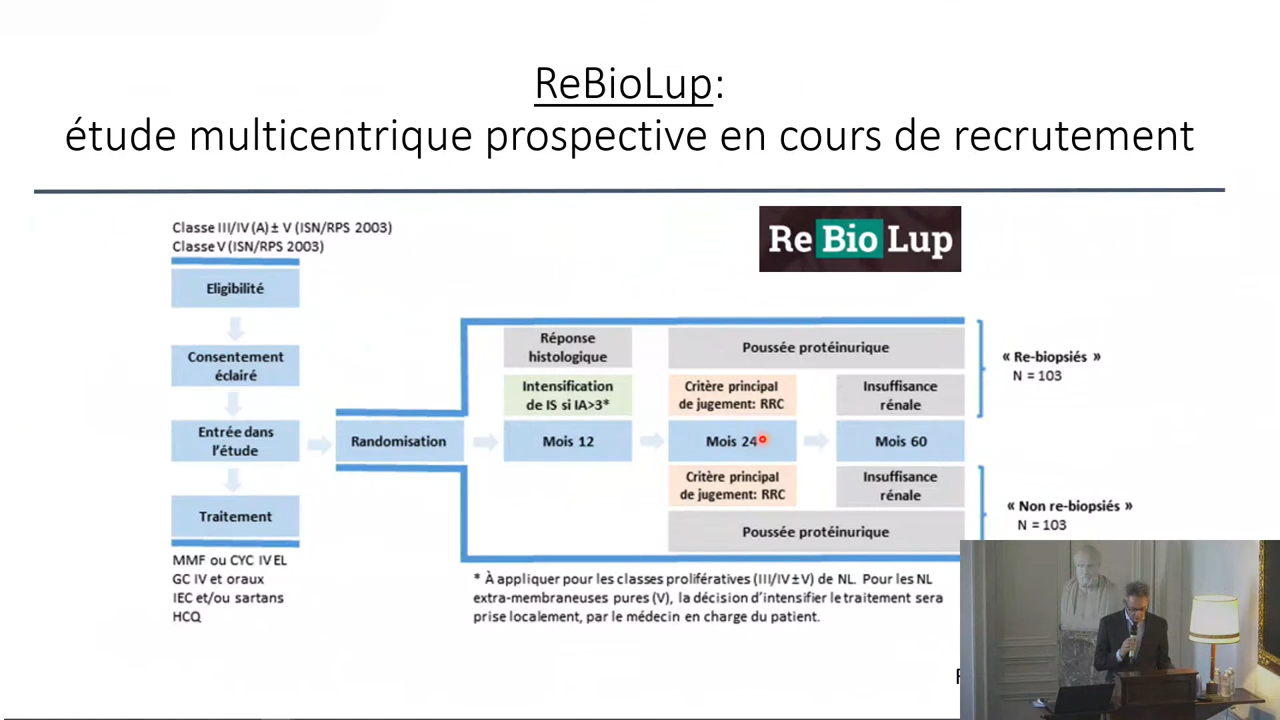 ReBioLup:
étude multicentrique prospective en cours de recrutement
Classe III/IV (A) ± V (ISN/RPS 2003)
Classe V (ISN/RPS 2003)
Eligibilité
Consentement
éclairé
Entrée dans
l'étude
Traitement
MMF ou CYC IV EL
GC IV et oraux
IEC et/ou sartans
HCQ
Randomisation
Re Bio Lup
Réponse
histologique
Intensification
de IS si IA>3*
Mois 12
Poussée protéinurique
Critère principal
de jugement: RRC
Insuffisance
rénale
Mois 24
Mois 60
Critère principal
de jugement: RRC
Insuffisance
rénale
Poussée protéinurique
« Re-biopsiés »
N = 103
« Non re-biopsiés »
N = 103
* À appliquer pour les classes prolifératives (III/IV ± V) de NL. Pour les NL
extra-membraneuses pures (V), la décision d'intensifier le traitement sera
prise localement, par le médecin en charge du patient.